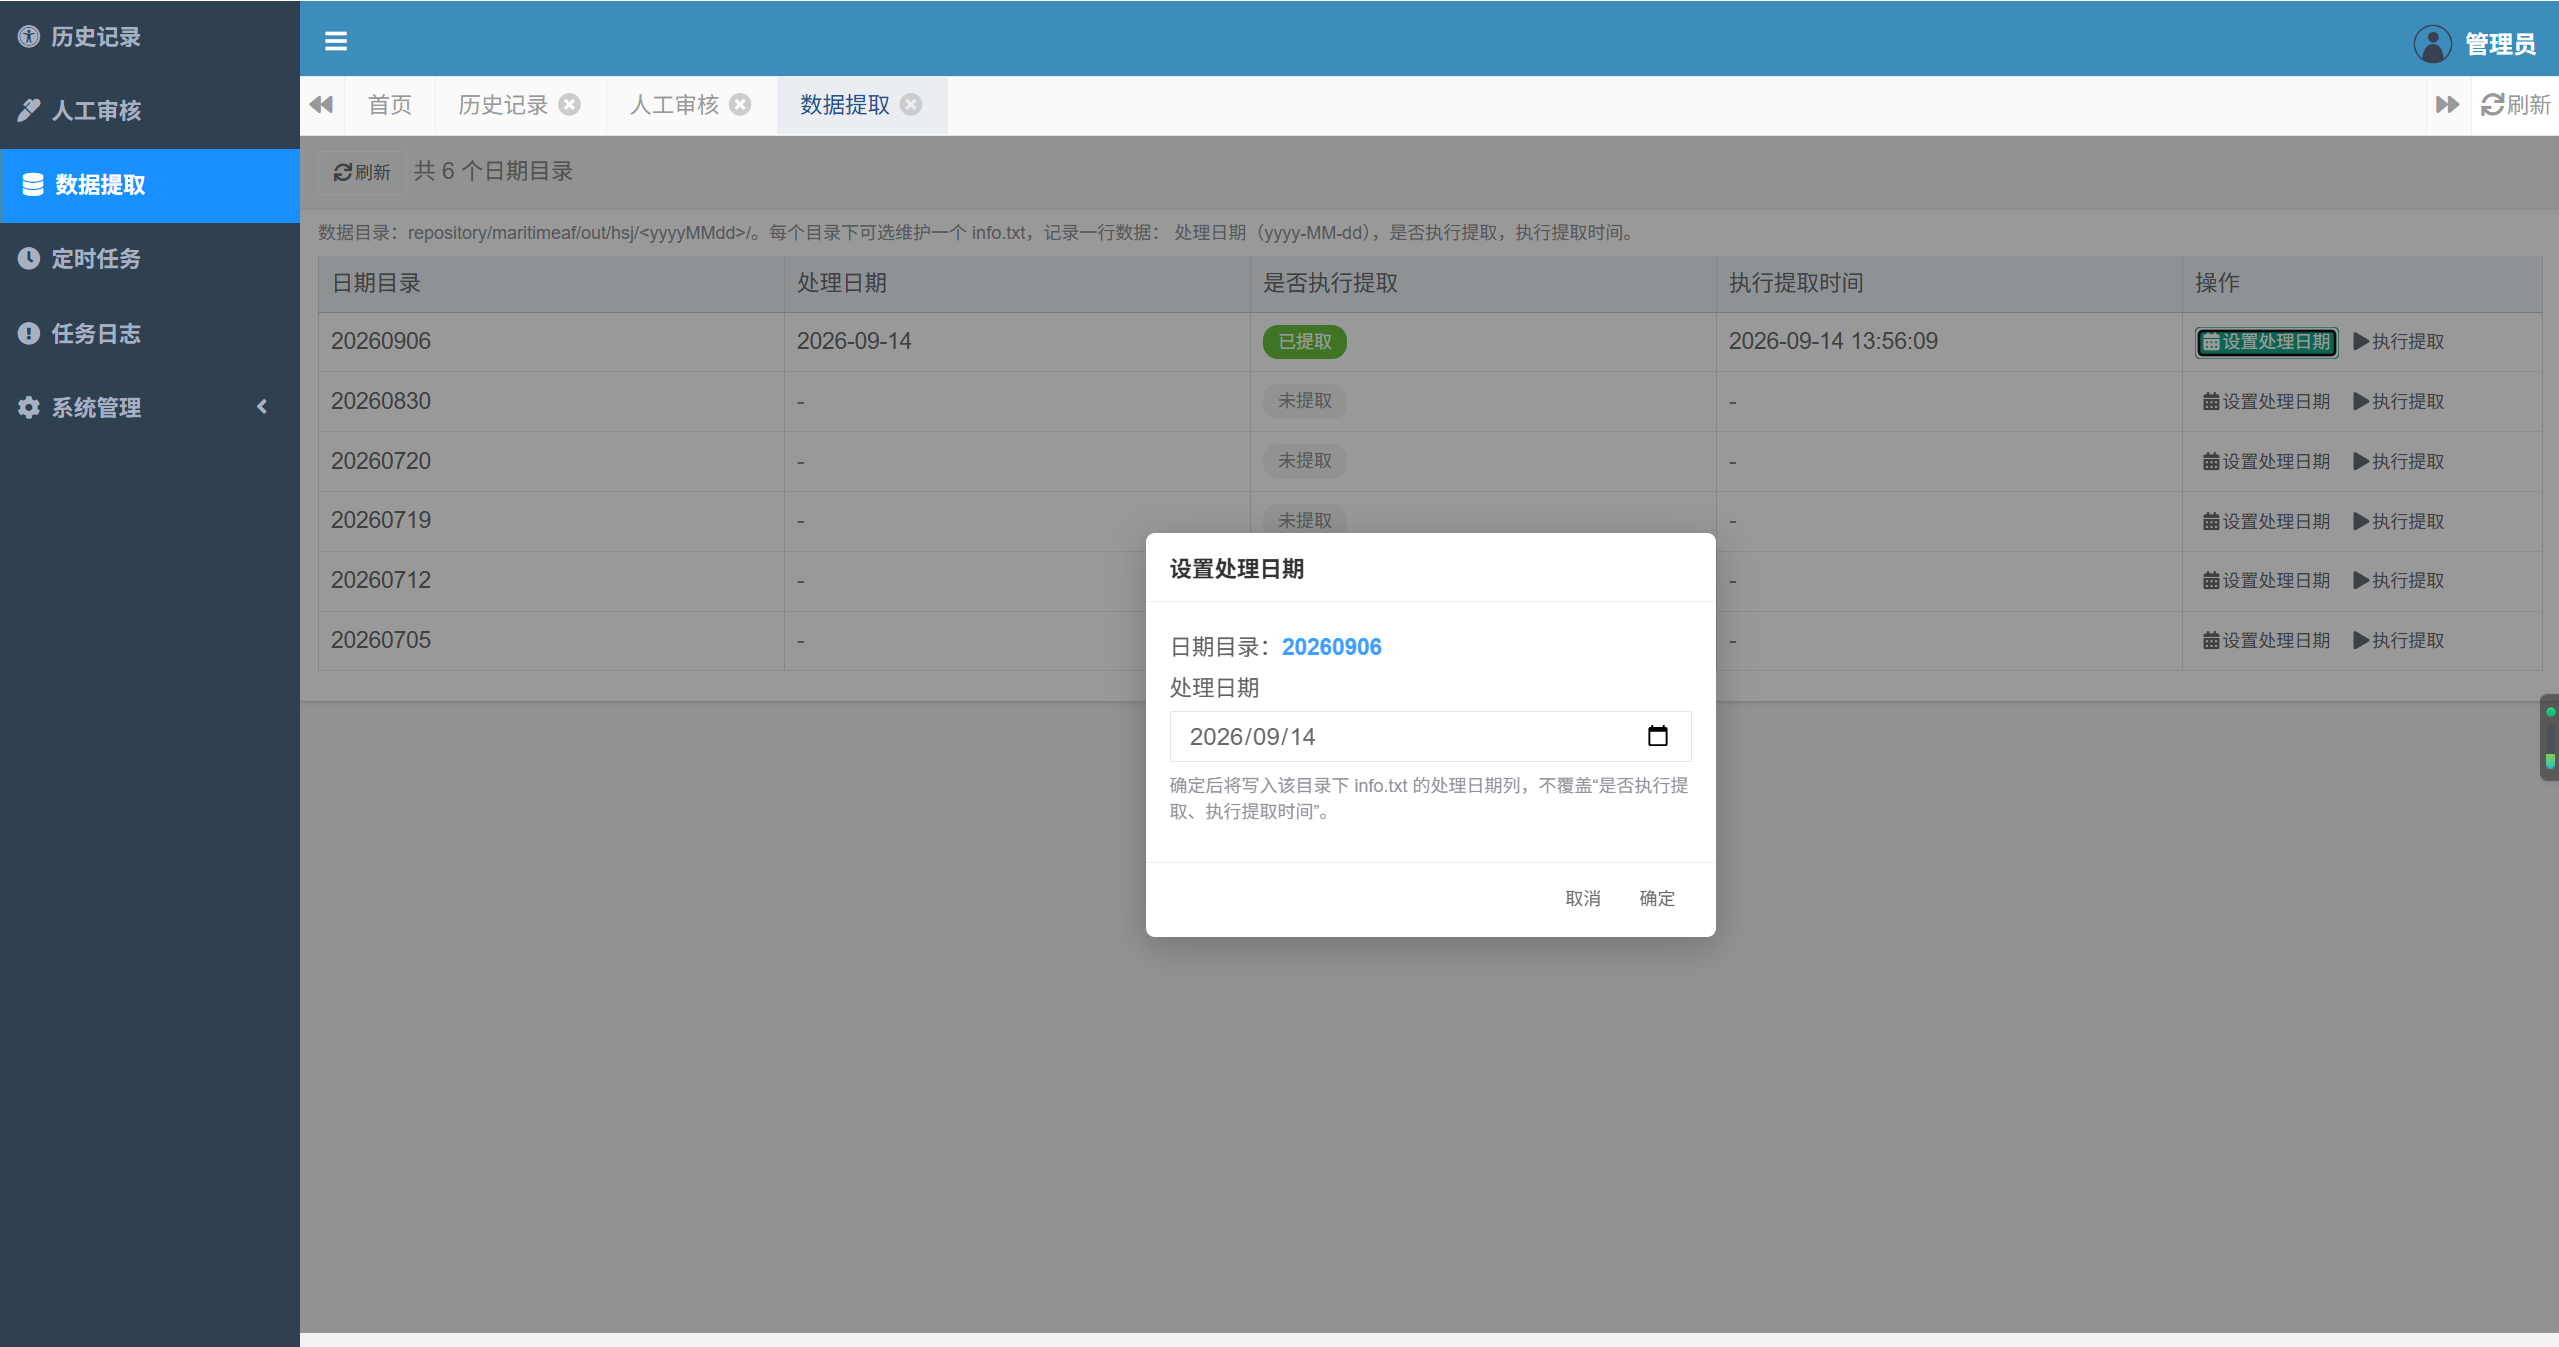 历史记录
人工审核
数据提取
定时任务
任务日志
系统管理
管理员
首页
历史记录
人工审核
数据提取
刷新
刷新 共 6 个日期目录
数据目录：repository/maritimeaf/out/hsj/<yyyyMMdd>/。每个目录下可选维护一个 info.txt，记录一行数据： 处理日期（yyyy-MM-dd），是否执行提取，执行提取时间。
日期目录 处理日期 是否执行提取 执行提取时间 操作
20260906 2026-09-14 已提取 2026-09-14 13:56:09 设置处理日期 执行提取
20260830 - 未提取 - 设置处理日期 执行提取
20260720 - 未提取 - 设置处理日期 执行提取
20260719 - 未提取 - 设置处理日期 执行提取
20260712 - - 设置处理日期 执行提取
20260705 - - 设置处理日期 执行提取
设置处理日期
日期目录：20260906
处理日期
2026/09/14
确定后将写入该目录下 info.txt 的处理日期列，不覆盖“是否执行提
取、执行提取时间”。
取消 确定